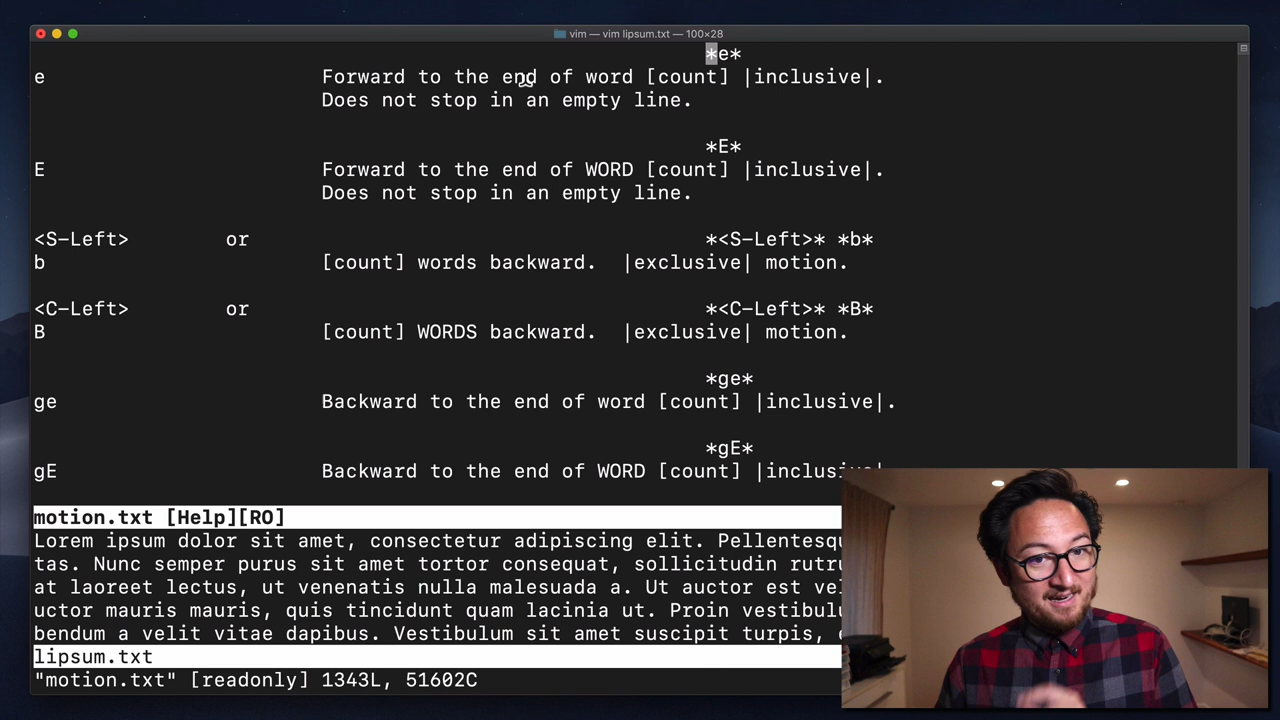 vim — vim lipsum.txt — 100×28
*e*
e Forward to the end of word [count] |inclusive|.
Does not stop in an empty line.
*E*
E Forward to the end of WORD [count] |inclusive|.
Does not stop in an empty line.
<S-Left> or *<S-Left>* *b*
b [count] words backward. |exclusive| motion.
<C-Left> or *<C-Left>* *B*
B [count] WORDS backward. |exclusive| motion.
*ge*
ge Backward to the end of word [count] |inclusive|.
*gE*
gE Backward to the end of WORD [count] |inclusive|.
motion.txt [Help][RO]
Lorem ipsum dolor sit amet, consectetur adipiscing elit.
tas. Nunc semper purus sit amet tortor consequat, sollicitudin
at laoreet lectus, ut venenatis nulla malesuada a. Ut auctor est
uctor mauris mauris, quis tincidunt quam lacinia ut. Proin
bendum a velit vitae dapibus. Vestibulum sit amet suscipit turpis,
lipsum.txt
"motion.txt" [readonly] 1343L, 51602C